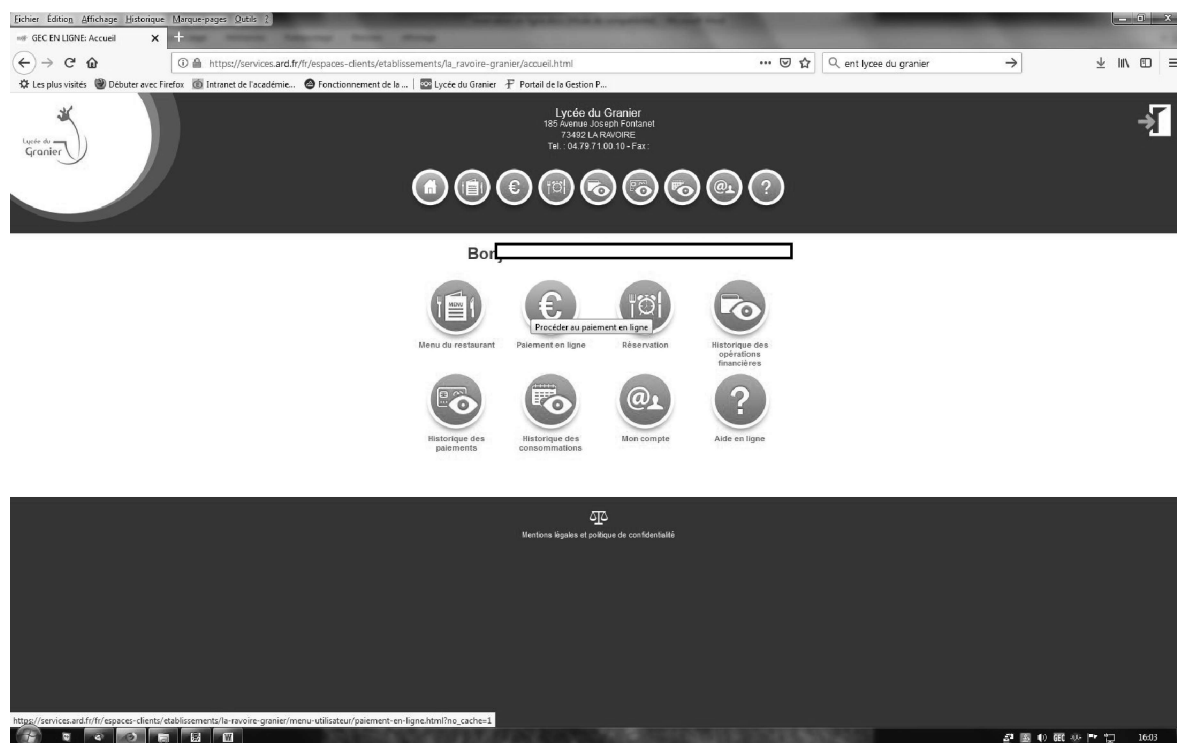 Fichier Édition Affichage Historique Marque-pages Outils ?
GEC EN LIGNE: Accueil
https://services.ard.fr/fr/espaces-clients/etablissements/la_ravoire-granier/accueil.html
ent lycee du granier
Les plus visités Débuter avec Firefox Intranet de l'académie... Fonctionnement de la ... Lycée du Granier Portail de la Gestion P...
Lycée du Granier
185 Avenue Joseph Fontanet
73492 LA RAVOIRE
Tel. : 04.79.71.00.10 - Fax :
Lycée du
Granier
Bonj
MENU
Procéder au paiement en ligne
Menu du restaurant Paiement en ligne Réservation Historique des
opérations
financières
Historique des
paiements
Historique des
consommations
Mon compte Aide en ligne
Mentions légales et politique de confidentialité
https://services.ard.fr/fr/espaces-clients/etablissements/la-ravoire-granier/menu-utilisateur/paiement-en-ligne.html?no_cache=1
GEC 16:03